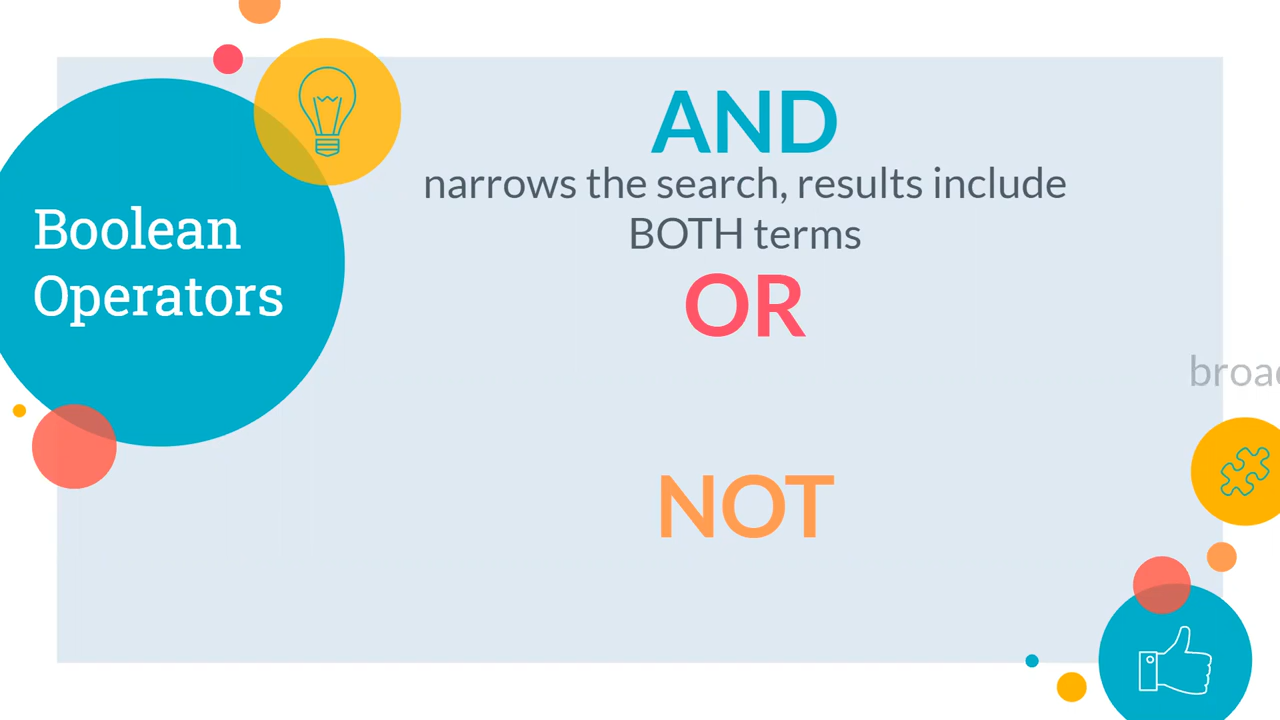 Boolean
Operators
AND
narrows the search, results include
BOTH terms
OR
NOT